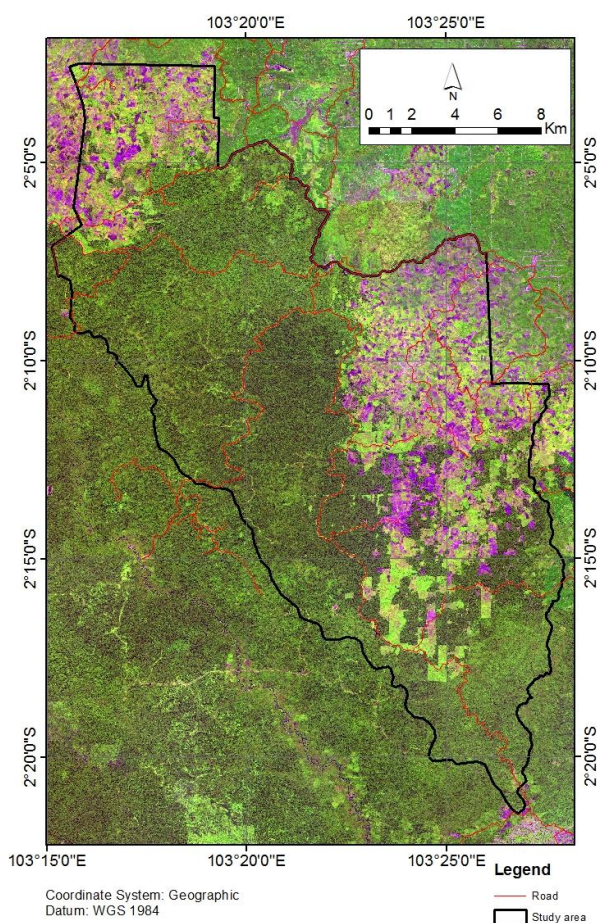 103°20'0"E
103°25'0"E
N
0 1 2 4 6 8
Km
2°5'0"S
2°5'0"S
2°10'0"S
2°10'0"S
2°15'0"S
2°15'0"S
2°20'0"S
2°20'0"S
103°15'0"E
103°20'0"E
103°25'0"E
Legend
Road
Study area
Coordinate System: Geographic
Datum: WGS 1984